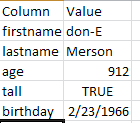 Column Value
firstname don-E
lastname Merson
age 912
tall TRUE
birthday 2/23/1966